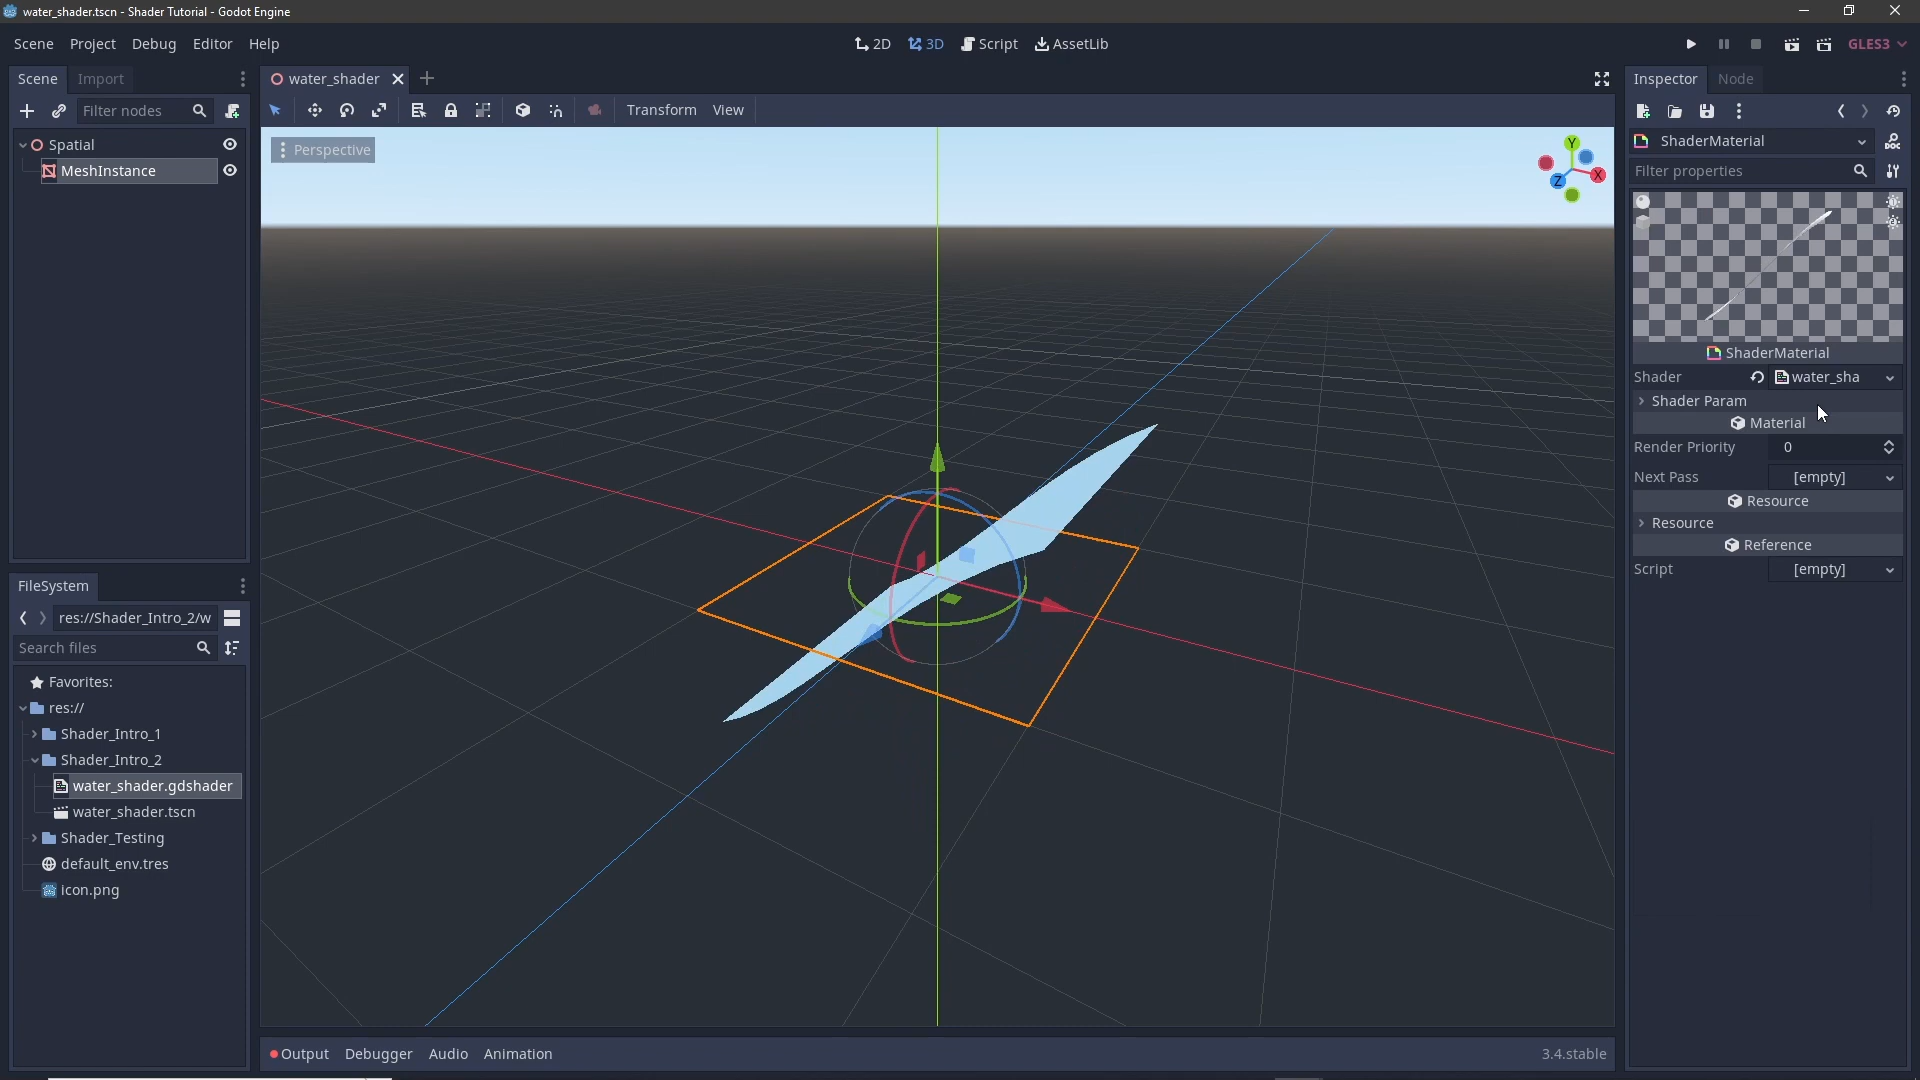 water_shader.tscn - Shader Tutorial - Godot Engine
Scene Project Debug Editor Help
2D 3D Script AssetLib
GLES3
Scene Import
Filter nodes
Spatial
MeshInstance
water_shader
Transform View
Perspective
Y
X
Z
Inspector Node
ShaderMaterial
Filter properties
ShaderMaterial
Shader water_sha
Shader Param
Material
Render Priority 0
Next Pass [empty]
Resource
Resource
Reference
Script [empty]
FileSystem
res://Shader_Intro_2/w
Search files
Favorites:
res://
Shader_Intro_1
Shader_Intro_2
water_shader.gdshader
water_shader.tscn
Shader_Testing
default_env.tres
icon.png
Output Debugger Audio Animation
3.4.stable